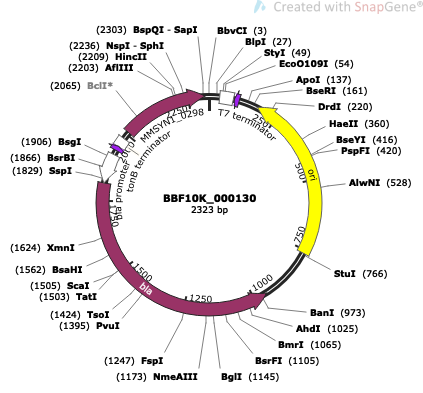 Created with SnapGene®
(2303) BspQI - SapI
(2236) NspI - SphI
(2209) HincII
(2203) AflIII
(2065) BclI*
(1906) BsgI
(1866) BsrBI
(1829) SspI
(1624) XmnI
(1562) BsaHI
(1505) ScaI
(1503) TatI
(1424) TsoI
(1395) PvuI
(1247) FspI
(1173) NmeAIII
BbvCI (3)
BlpI (27)
StyI (49)
EcoO109I (54)
ApoI (137)
BseRI (161)
DrdI (220)
HaeII (360)
BseYI (416)
PspFI (420)
AlwNI (528)
StuI (766)
BanI (973)
AhdI (1025)
BmrI (1065)
BsrFI (1105)
BglI (1145)
MMSYN1_0298
T7 terminator
tonB terminator
bla promoter
ori
bla
250
500
750
1000
1250
1500
1750
2000
2250
BBF10K_000130
2323 bp